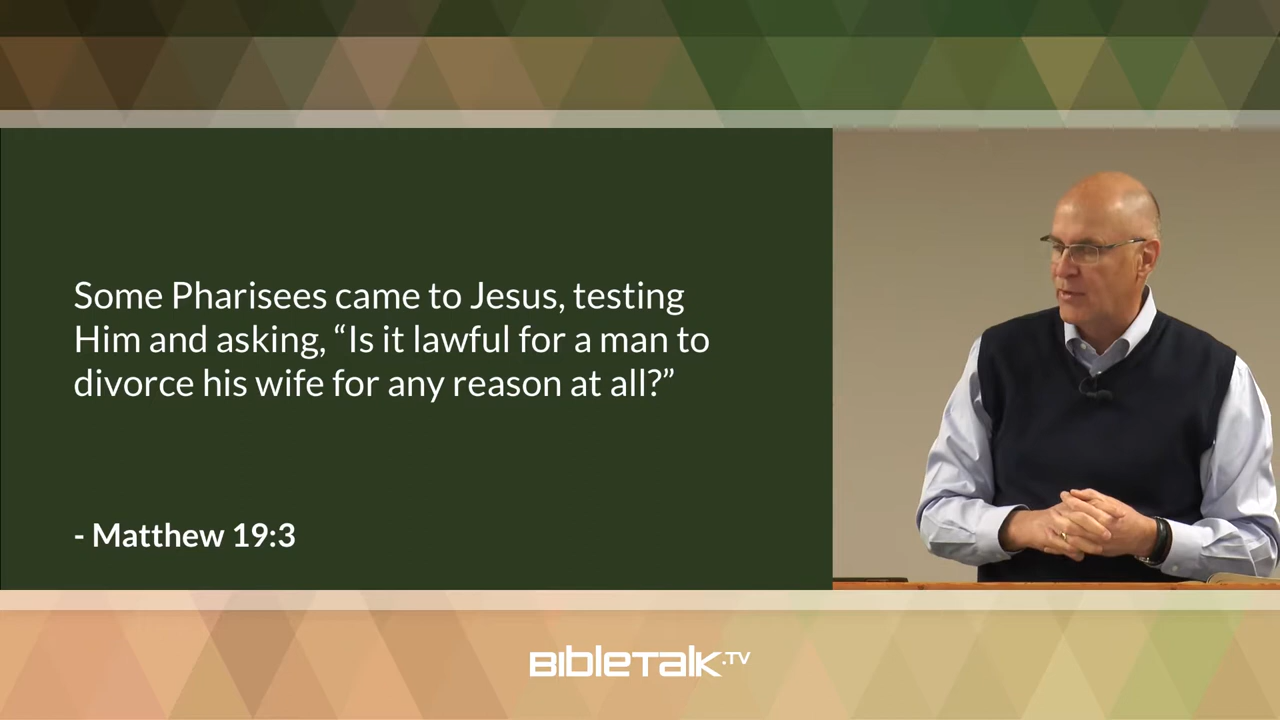 Some Pharisees came to Jesus, testing
Him and asking, “Is it lawful for a man to
divorce his wife for any reason at all?”
- Matthew 19:3
BibleTalk.TV